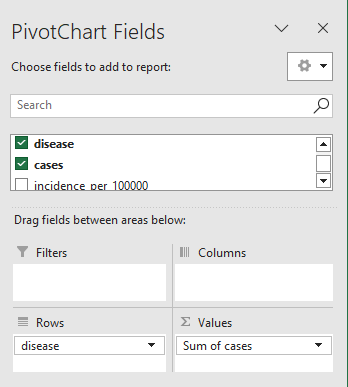 PivotChart Fields
Choose fields to add to report:
Search
disease
cases
incidence_per_100000
Drag fields between areas below:
Filters
Columns
Rows
Σ Values
disease
Sum of cases